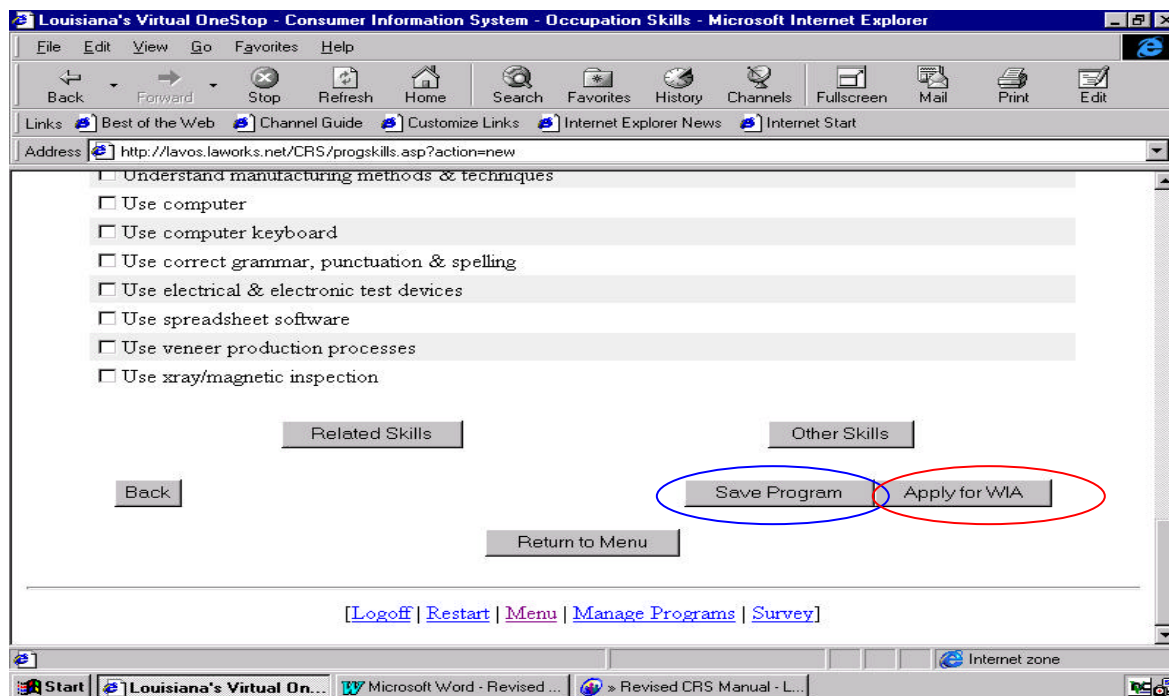 Louisiana's Virtual OneStop - Consumer Information System - Occupation Skills - Microsoft Internet Explorer
File Edit View Go Favorites Help
Back Forward Stop Refresh Home Search Favorites History Channels Fullscreen Mail Print Edit
Links Best of the Web Channel Guide Customize Links Internet Explorer News Internet Start
Address http://lavos.laworks.net/CRS/progskills.asp?action=new
Understand manufacturing methods & techniques
Use computer
Use computer keyboard
Use correct grammar, punctuation & spelling
Use electrical & electronic test devices
Use spreadsheet software
Use veneer production processes
Use xray/magnetic inspection
Related Skills Other Skills
Back Save Program Apply for WIA
Return to Menu
[Logoff | Restart | Menu | Manage Programs | Survey]
Internet zone
Start Louisiana's Virtual On... Microsoft Word - Revised ... » Revised CRS Manual - L...